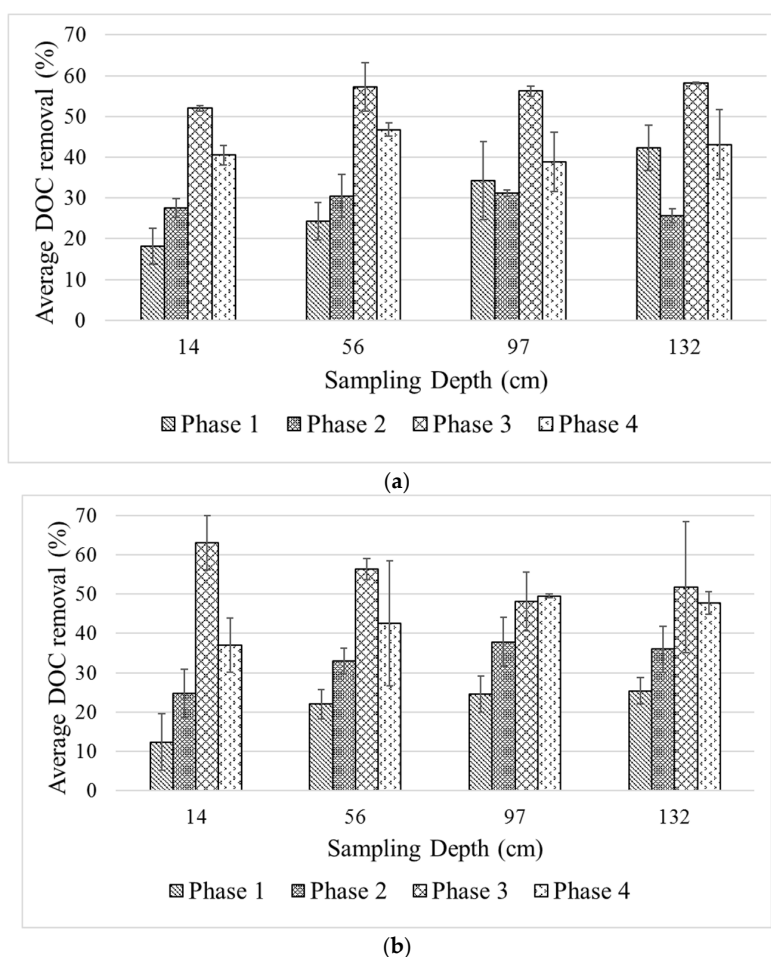 Average DOC removal (%)
70
60
50
40
30
20
10
0
14 56 97 132
Sampling Depth (cm)
Phase 1 Phase 2 Phase 3 Phase 4
(a)
Average DOC removal (%)
70
60
50
40
30
20
10
0
14 56 97 132
Sampling Depth (cm)
Phase 1 Phase 2 Phase 3 Phase 4
(b)